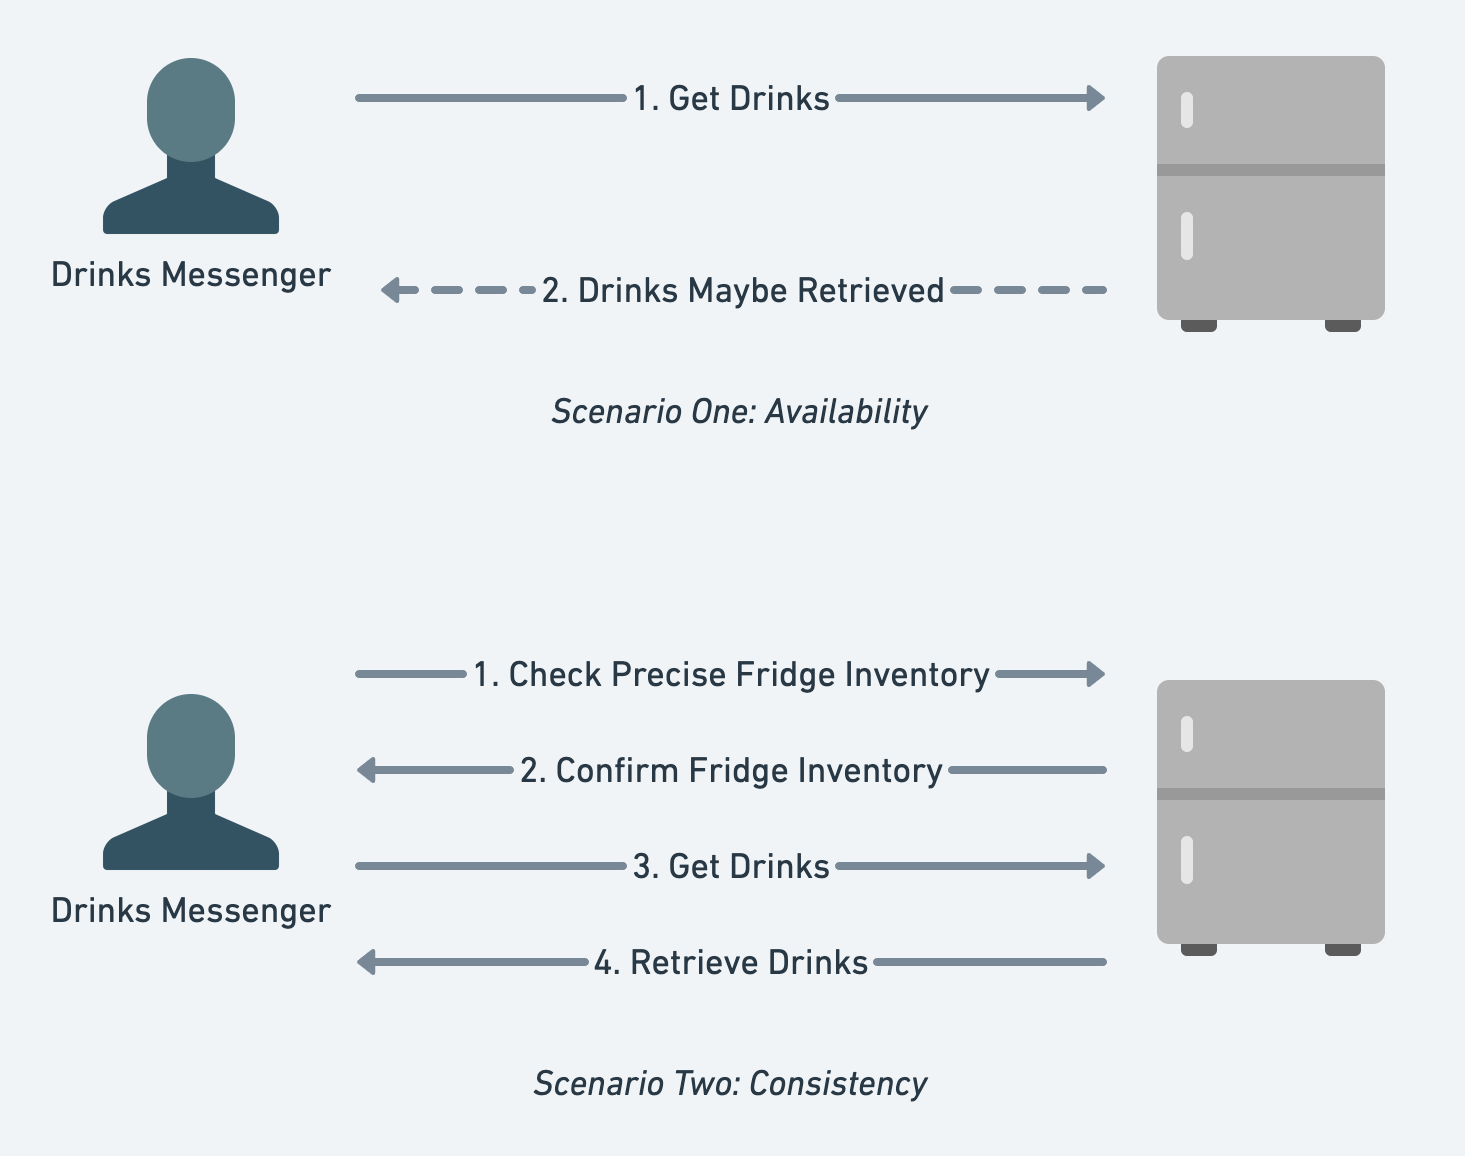 1. Get Drinks
Drinks Messenger
2. Drinks Maybe Retrieved
Scenario One: Availability
1. Check Precise Fridge Inventory
2. Confirm Fridge Inventory
3. Get Drinks
Drinks Messenger
4. Retrieve Drinks
Scenario Two: Consistency